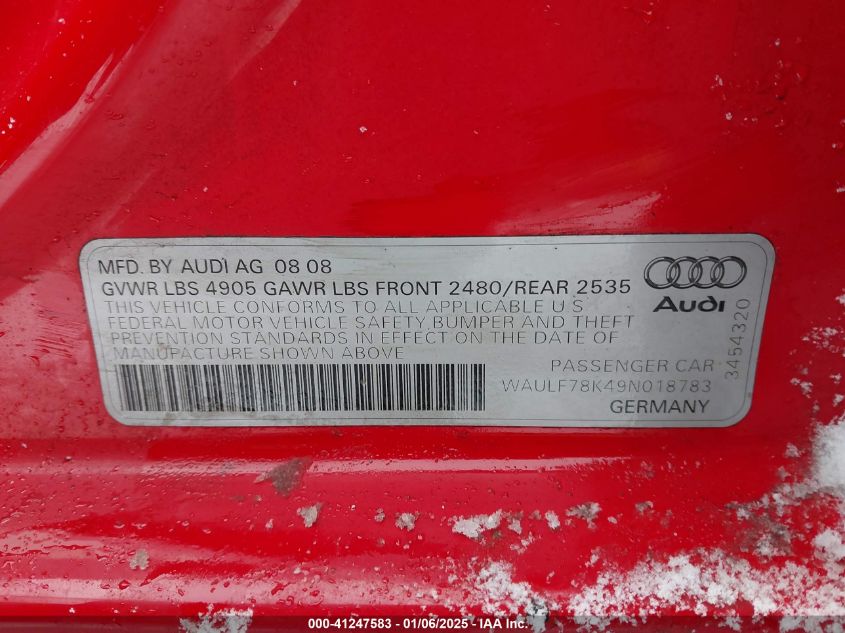 MFD. BY AUDI AG 08 08
GVWR LBS 4905 GAWR LBS FRONT 2480/REAR 2535
THIS VEHICLE CONFORMS TO ALL APPLICABLE U S
FEDERAL MOTOR VEHICLE SAFETY, BUMPER AND THEFT
PREVENTION STANDARDS IN EFFECT ON THE DATE OF
MANUFACTURE SHOWN ABOVE
Audi
3454320
PASSENGER CAR
WAULF78K49N018783
GERMANY
000-41247583 - 01/06/2025 - IAA Inc.